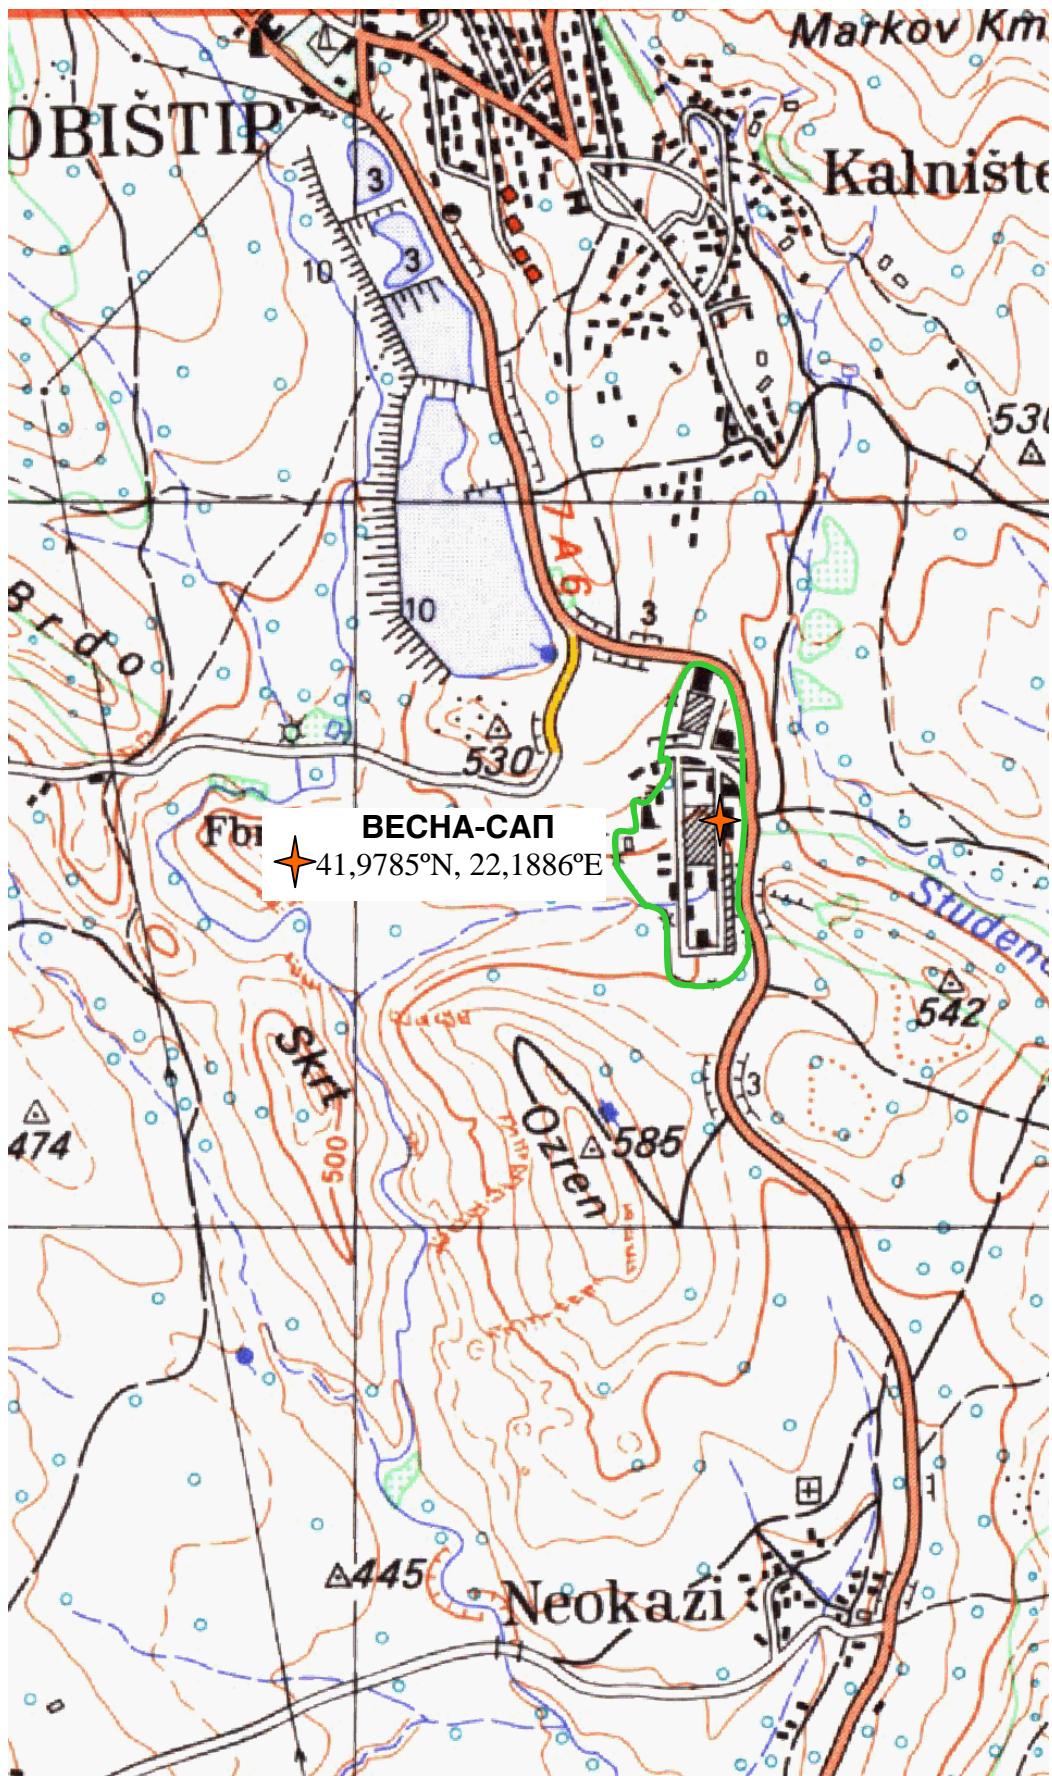 Markov Km.
OBIŠTIP
Kalnište
3
3
10
530
7 A 6
10
3
Brdo
530
ВЕСНА-САП
41,9785ºN, 22,1886ºE
542
Skrt
3
Ozren
585
474
500
445
Neokazi